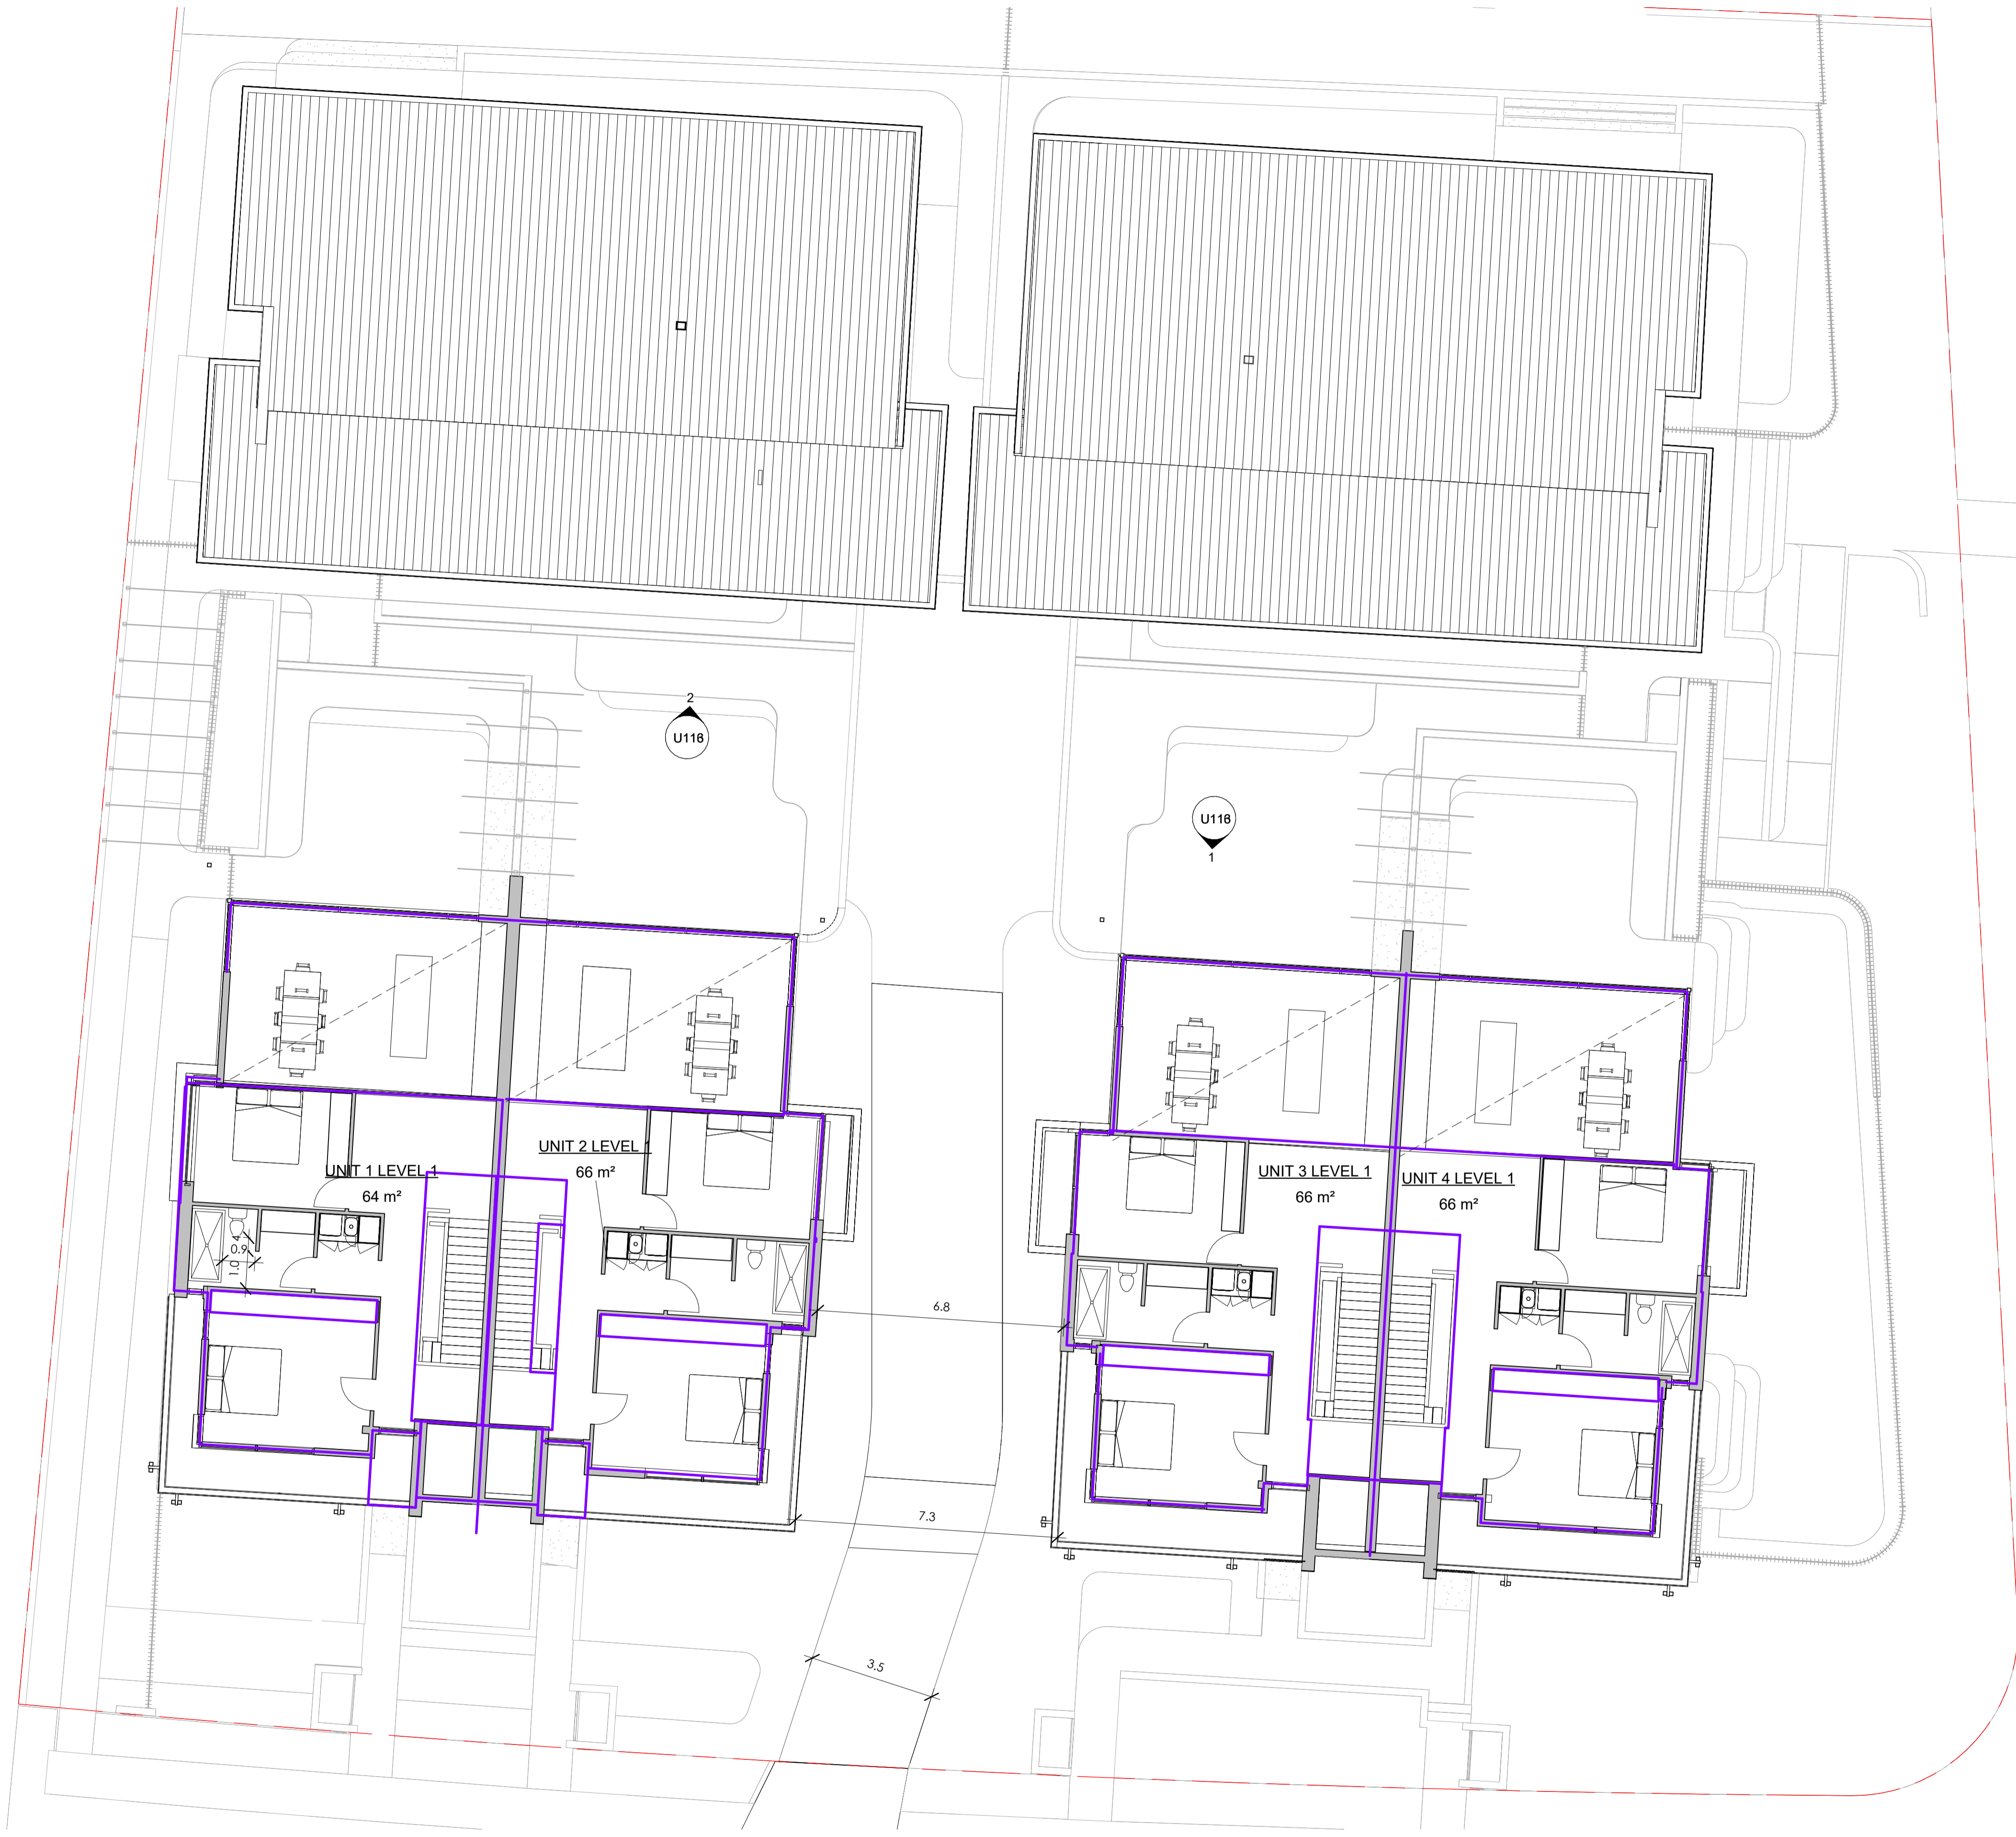 2
U116
U116
1
UNIT 1 LEVEL 1
64 m²
UNIT 2 LEVEL 1
66 m²
UNIT 3 LEVEL 1
66 m²
UNIT 4 LEVEL 1
66 m²
0.9
1.0
6.8
7.3
3.5